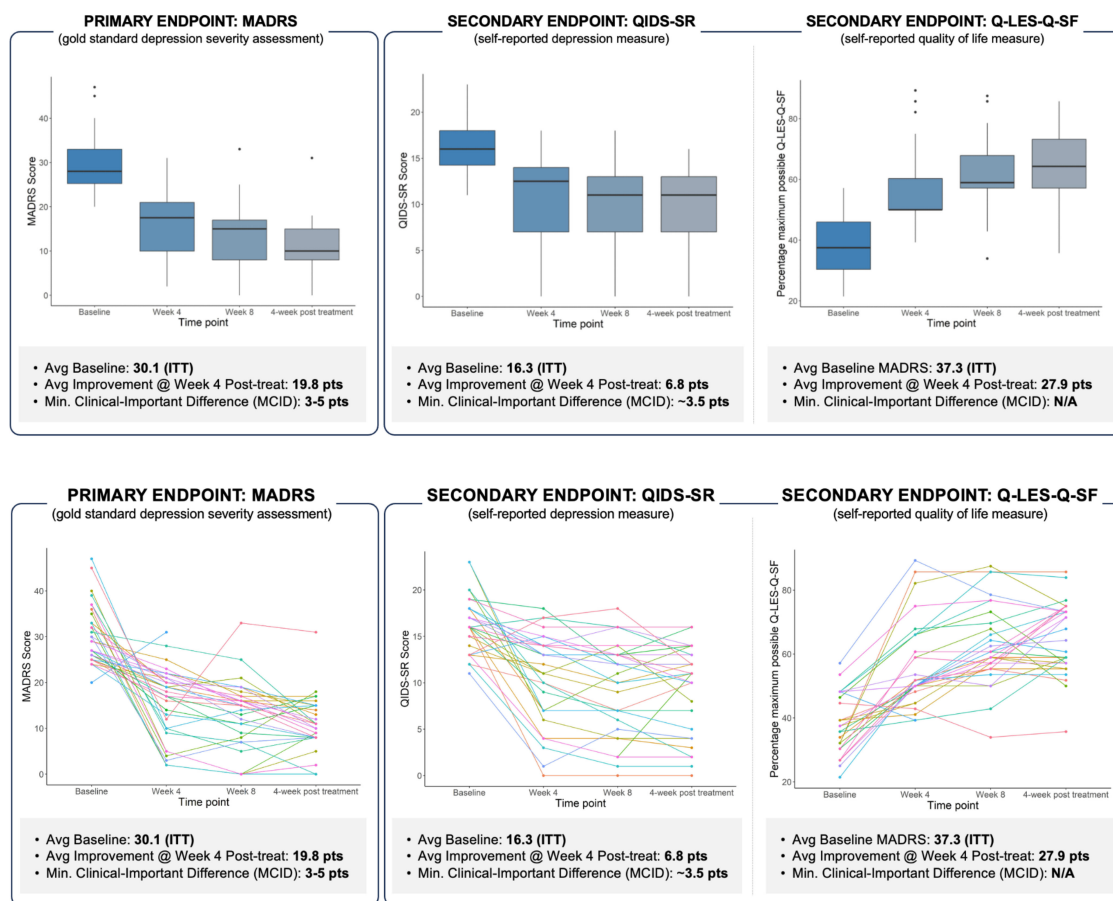 PRIMARY ENDPOINT: MADRS
(gold standard depression severity assessment)
MADRS Score
40
30
20
10
0
Baseline
Week 4
Week 8
4-week post treatment
Time point
• Avg Baseline: 30.1 (ITT)
• Avg Improvement @ Week 4 Post-treat: 19.8 pts
• Min. Clinical-Important Difference (MCID): 3-5 pts
SECONDARY ENDPOINT: QIDS-SR
(self-reported depression measure)
QIDS-SR Score
20
15
10
5
0
Baseline
Week 4
Week 8
4-week post treatment
Time point
• Avg Baseline: 16.3 (ITT)
• Avg Improvement @ Week 4 Post-treat: 6.8 pts
• Min. Clinical-Important Difference (MCID): ~3.5 pts
SECONDARY ENDPOINT: Q-LES-Q-SF
(self-reported quality of life measure)
Percentage maximum possible Q-LES-Q-SF
80
60
40
20
Baseline
Week 4
Week 8
4-week post treatment
Time point
• Avg Baseline MADRS: 37.3 (ITT)
• Avg Improvement @ Week 4 Post-treat: 27.9 pts
• Min. Clinical-Important Difference (MCID): N/A
PRIMARY ENDPOINT: MADRS
(gold standard depression severity assessment)
MADRS Score
40
30
20
10
0
Baseline
Week 4
Week 8
4-week post treatment
Time point
• Avg Baseline: 30.1 (ITT)
• Avg Improvement @ Week 4 Post-treat: 19.8 pts
• Min. Clinical-Important Difference (MCID): 3-5 pts
SECONDARY ENDPOINT: QIDS-SR
(self-reported depression measure)
QIDS-SR Score
20
15
10
5
0
Baseline
Week 4
Week 8
4-week post treatment
Time point
• Avg Baseline: 16.3 (ITT)
• Avg Improvement @ Week 4 Post-treat: 6.8 pts
• Min. Clinical-Important Difference (MCID): ~3.5 pts
SECONDARY ENDPOINT: Q-LES-Q-SF
(self-reported quality of life measure)
Percentage maximum possible Q-LES-Q-SF
80
60
40
20
Baseline
Week 4
Week 8
4-week post treatment
Time point
• Avg Baseline MADRS: 37.3 (ITT)
• Avg Improvement @ Week 4 Post-treat: 27.9 pts
• Min. Clinical-Important Difference (MCID): N/A